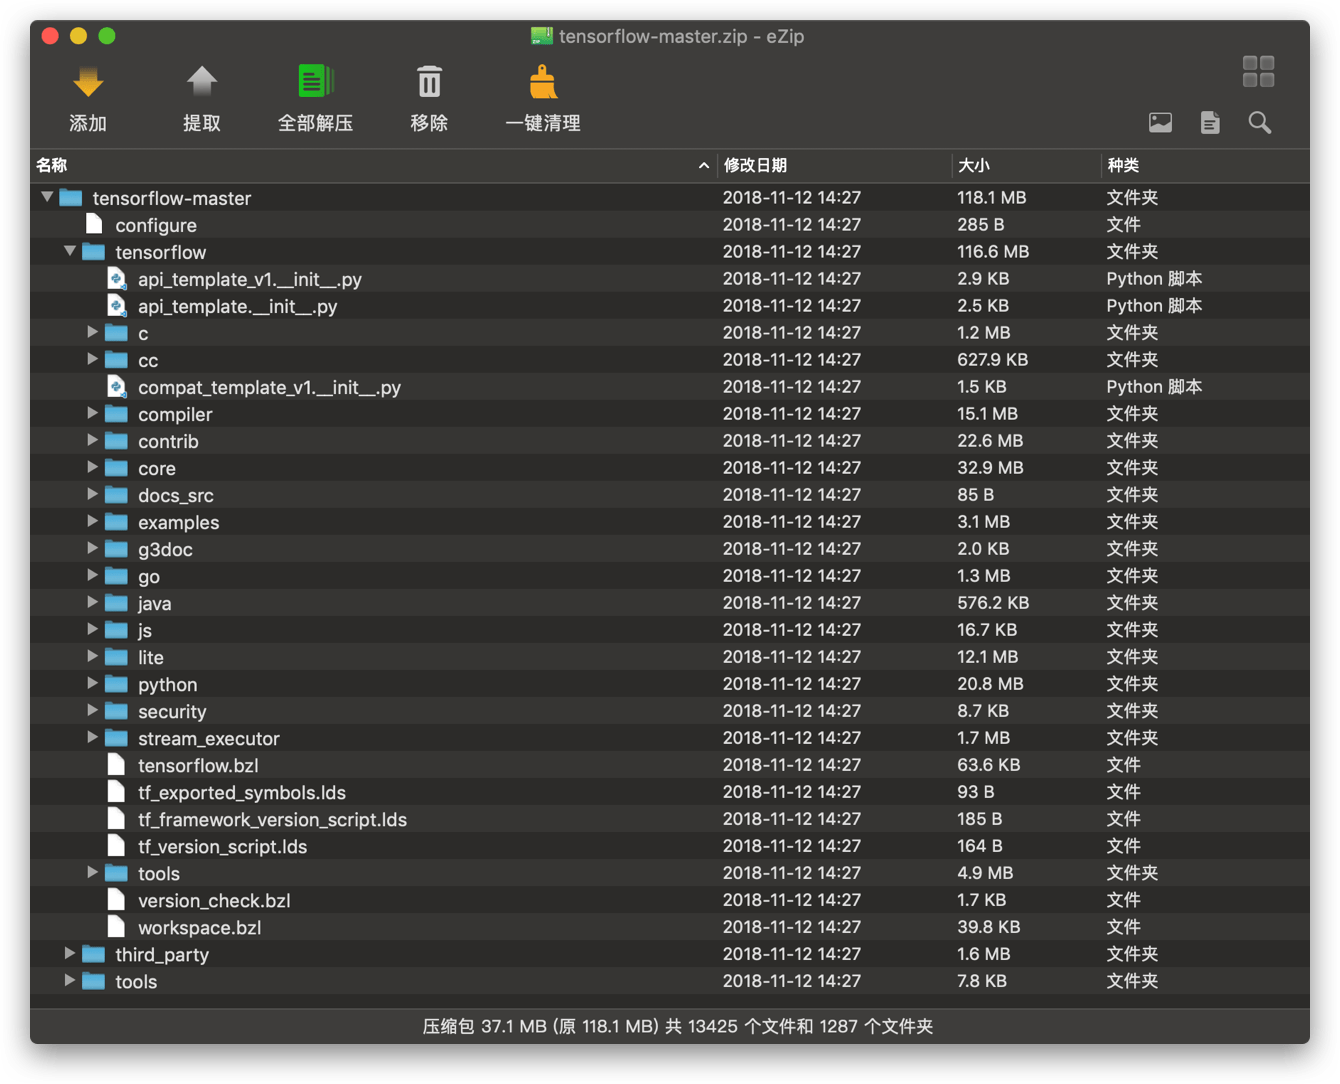 tensorflow-master.zip - eZip
添加 提取 全部解压 移除 一键清理
名称 修改日期 大小 种类
tensorflow-master 2018-11-12 14:27 118.1 MB 文件夹
configure 2018-11-12 14:27 285 B 文件
tensorflow 2018-11-12 14:27 116.6 MB 文件夹
api_template_v1.__init__.py 2018-11-12 14:27 2.9 KB Python 脚本
api_template.__init__.py 2018-11-12 14:27 2.5 KB Python 脚本
c 2018-11-12 14:27 1.2 MB 文件夹
cc 2018-11-12 14:27 627.9 KB 文件夹
compat_template_v1.__init__.py 2018-11-12 14:27 1.5 KB Python 脚本
compiler 2018-11-12 14:27 15.1 MB 文件夹
contrib 2018-11-12 14:27 22.6 MB 文件夹
core 2018-11-12 14:27 32.9 MB 文件夹
docs_src 2018-11-12 14:27 85 B 文件夹
examples 2018-11-12 14:27 3.1 MB 文件夹
g3doc 2018-11-12 14:27 2.0 KB 文件夹
go 2018-11-12 14:27 1.3 MB 文件夹
java 2018-11-12 14:27 576.2 KB 文件夹
js 2018-11-12 14:27 16.7 KB 文件夹
lite 2018-11-12 14:27 12.1 MB 文件夹
python 2018-11-12 14:27 20.8 MB 文件夹
security 2018-11-12 14:27 8.7 KB 文件夹
stream_executor 2018-11-12 14:27 1.7 MB 文件夹
tensorflow.bzl 2018-11-12 14:27 63.6 KB 文件
tf_exported_symbols.lds 2018-11-12 14:27 93 B 文件
tf_framework_version_script.lds 2018-11-12 14:27 185 B 文件
tf_version_script.lds 2018-11-12 14:27 164 B 文件
tools 2018-11-12 14:27 4.9 MB 文件夹
version_check.bzl 2018-11-12 14:27 1.7 KB 文件
workspace.bzl 2018-11-12 14:27 39.8 KB 文件
third_party 2018-11-12 14:27 1.6 MB 文件夹
tools 2018-11-12 14:27 7.8 KB 文件夹
压缩包 37.1 MB (原 118.1 MB) 共 13425 个文件和 1287 个文件夹